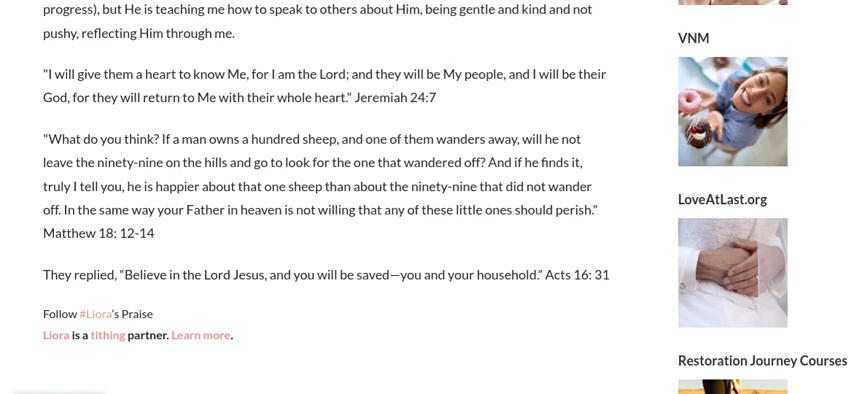 progress), but He is teaching me how to speak to others about Him, being gentle and kind and not
pushy, reflecting Him through me.
"I will give them a heart to know Me, for I am the Lord; and they will be My people, and I will be their
God, for they will return to Me with their whole heart." Jeremiah 24:7
"What do you think? If a man owns a hundred sheep, and one of them wanders away, will he not
leave the ninety-nine on the hills and go to look for the one that wandered off? And if he finds it,
truly I tell you, he is happier about that one sheep than about the ninety-nine that did not wander
off. In the same way your Father in heaven is not willing that any of these little ones should perish."
Matthew 18: 12-14
They replied, “Believe in the Lord Jesus, and you will be saved—you and your household.” Acts 16: 31
Follow #Liora's Praise
Liora is a tithing partner. Learn more.
VNM
LoveAtLast.org
Restoration Journey Courses